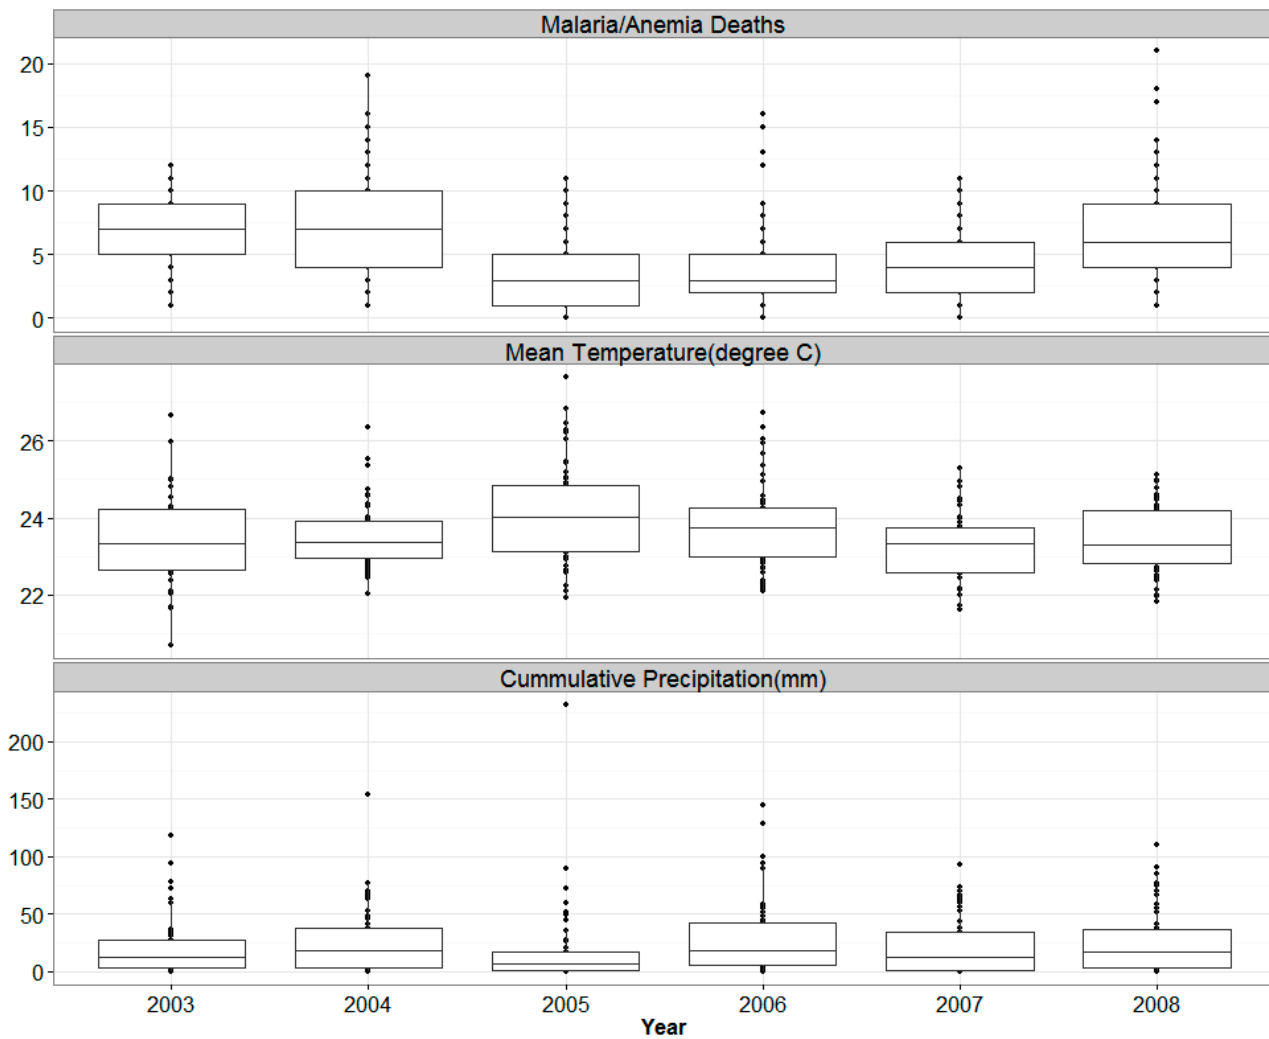 Malaria/Anemia Deaths
20
15
10
5
0
Mean Temperature(degree C)
26
24
22
Cummulative Precipitation(mm)
200
150
100
50
0
2003 2004 2005 2006 2007 2008
Year